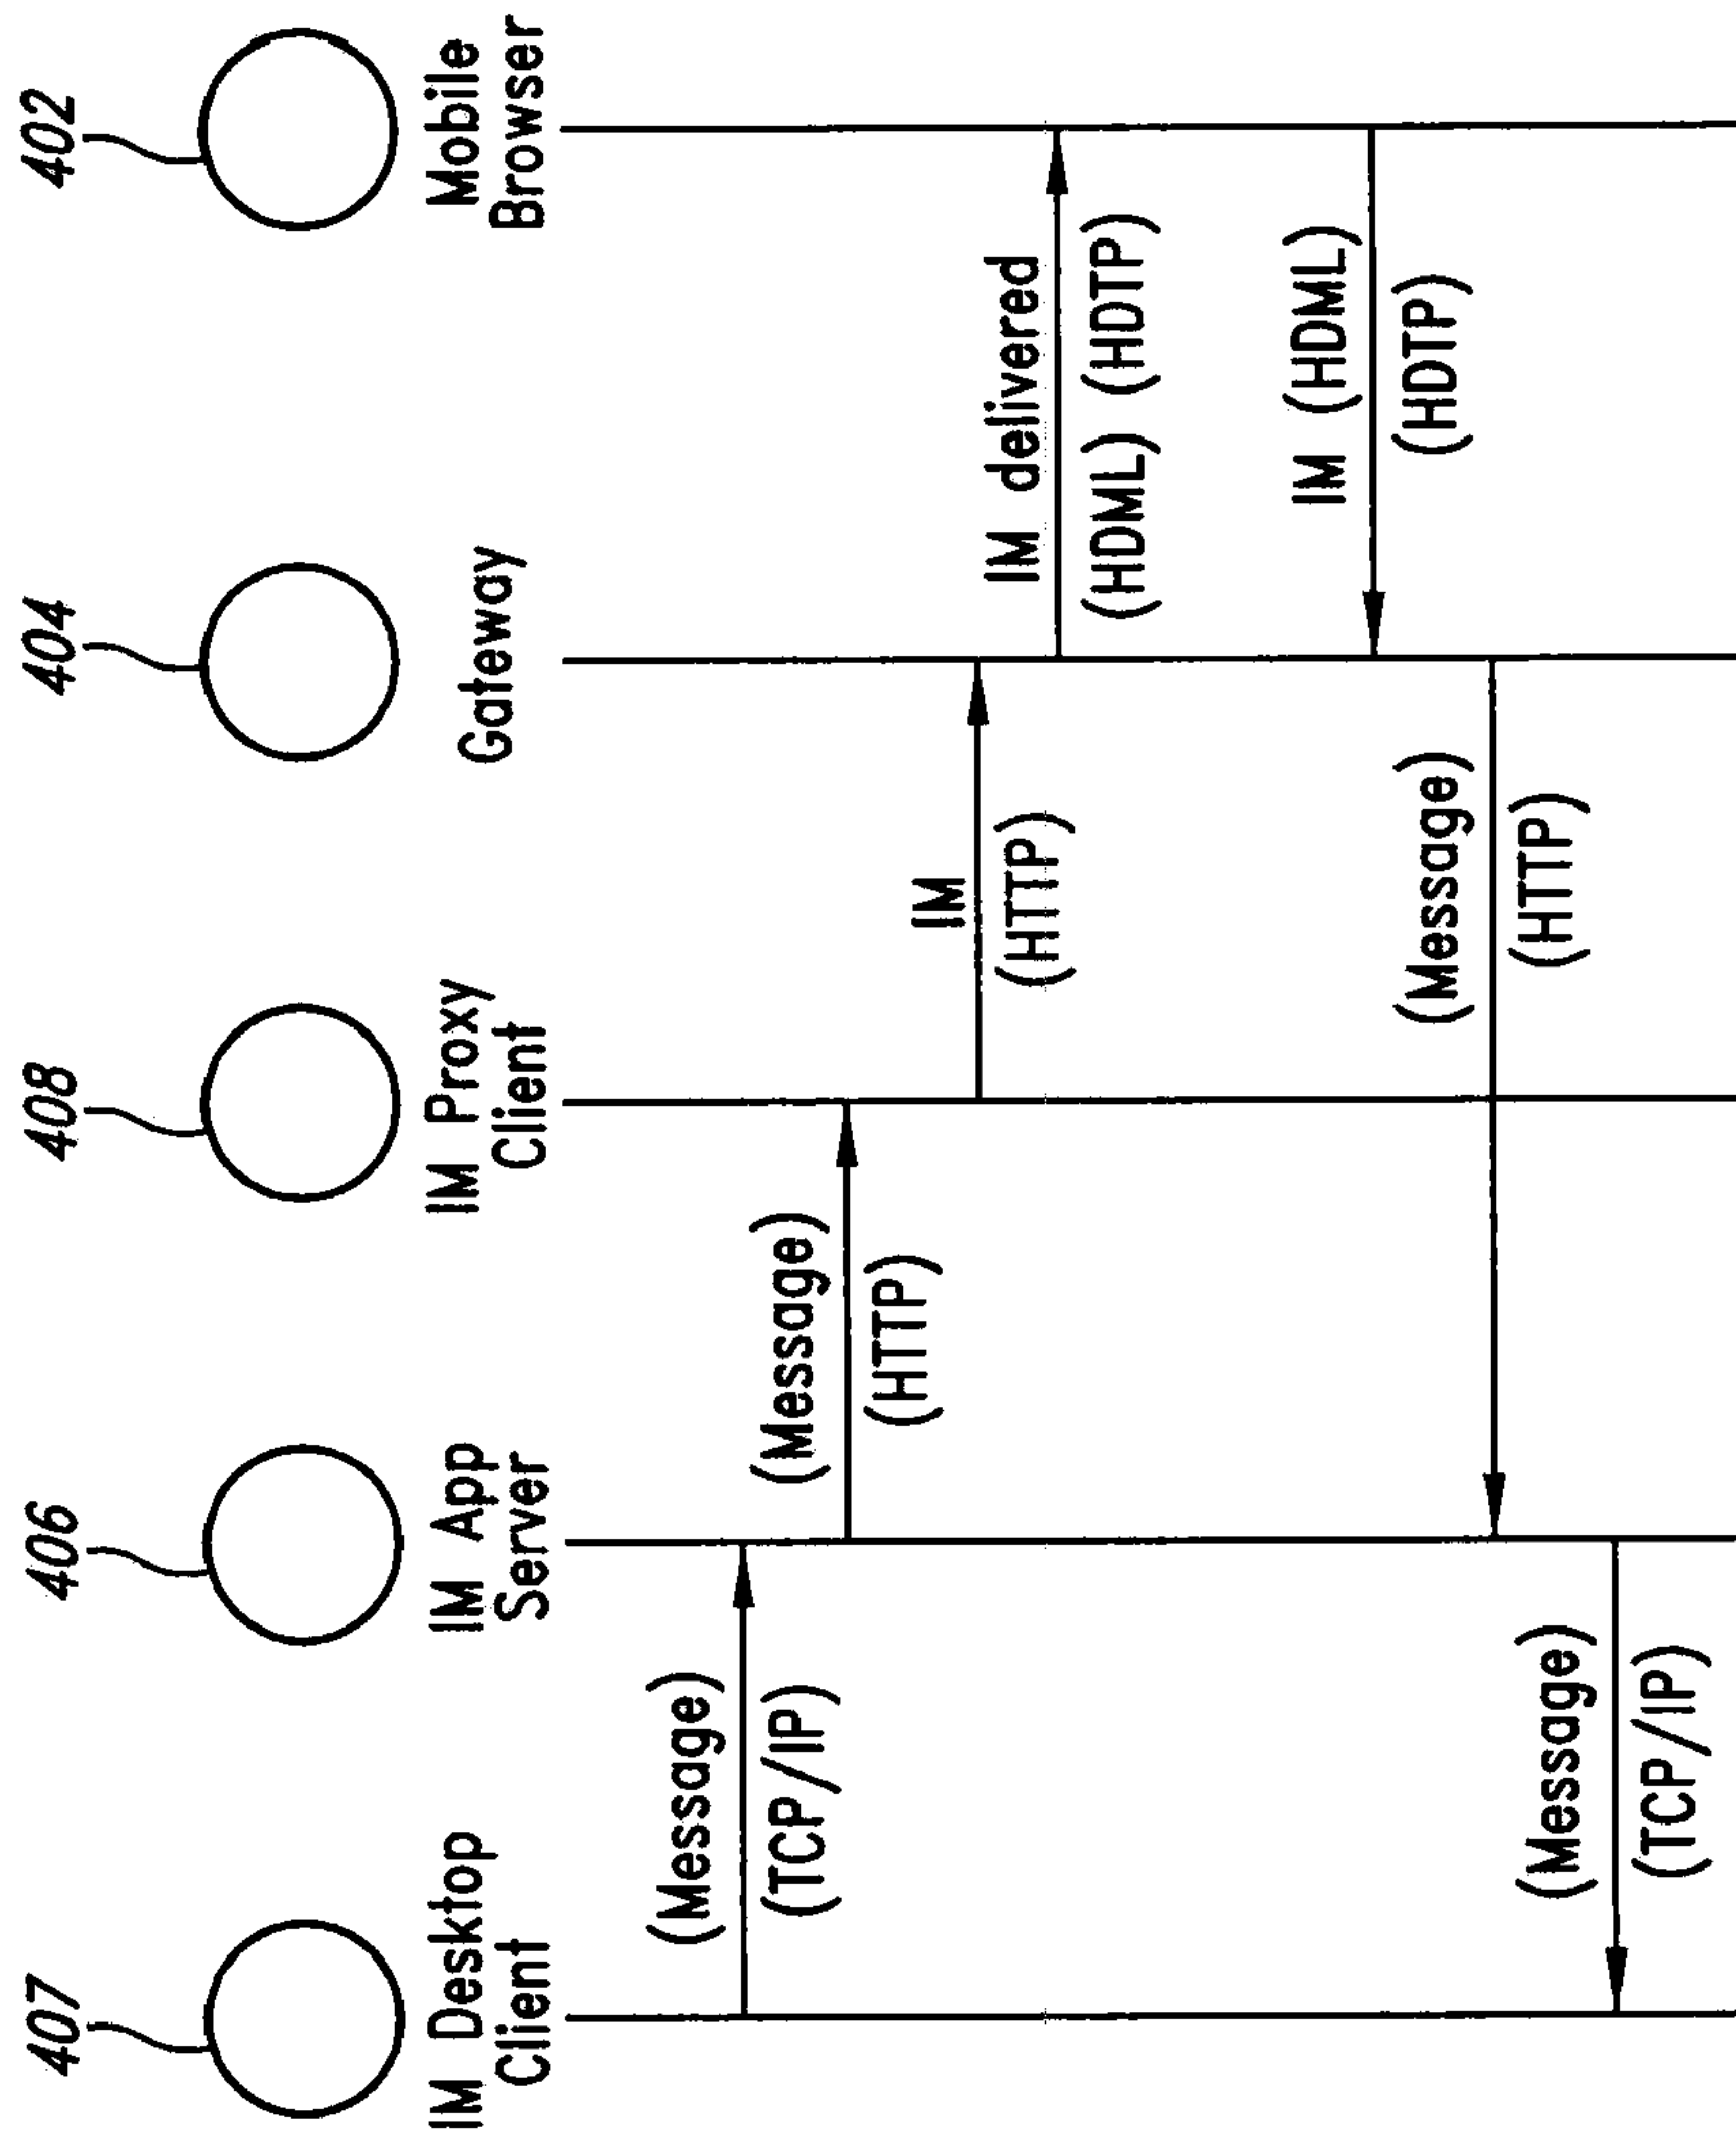 407
IM Desktop
Client
406
IM App
Server
408
IM Proxy
Client
404
Gateway
402
Mobile
Browser
(Message)
(TCP/IP)
(Message)
(HTTP)
IM
(HTTP)
IM delivered
(HDML) (HDTP)
IM (HDML)
(HDTP)
(Message)
(HTTP)
(Message)
(TCP/IP)